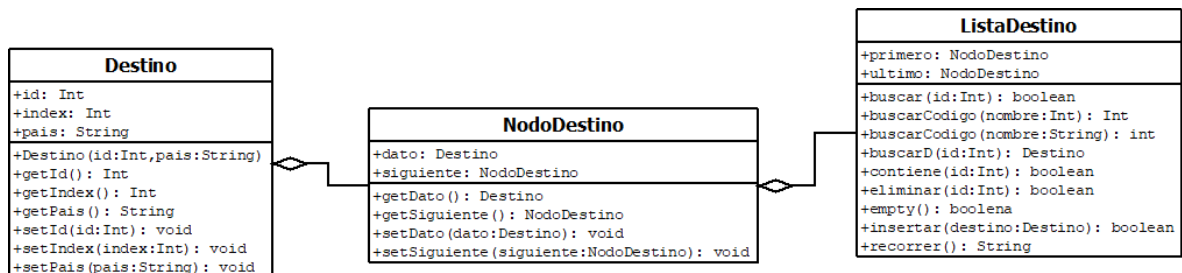 Destino
+id: Int
+index: Int
+pais: String
+Destino(id:Int,pais:String)
+getId(): Int
+getIndex(): Int
+getPais(): String
+setId(id:Int): void
+setIndex(index:Int): void
+setPais(pais:String): void
NodoDestino
+dato: Destino
+siguiente: NodoDestino
+getDato(): Destino
+getSiguiente(): NodoDestino
+setDato(dato:Destino): void
+setSiguiente(siguiente:NodoDestino): void
ListaDestino
+primero: NodoDestino
+ultimo: NodoDestino
+buscar(id:Int): boolean
+buscarCodigo(nombre:Int): Int
+buscarCodigo(nombre:String): int
+buscarD(id:Int): Destino
+contiene(id:Int): boolean
+eliminar(id:Int): boolean
+empty(): boolena
+insertar(destino:Destino): boolean
+recorrer(): String